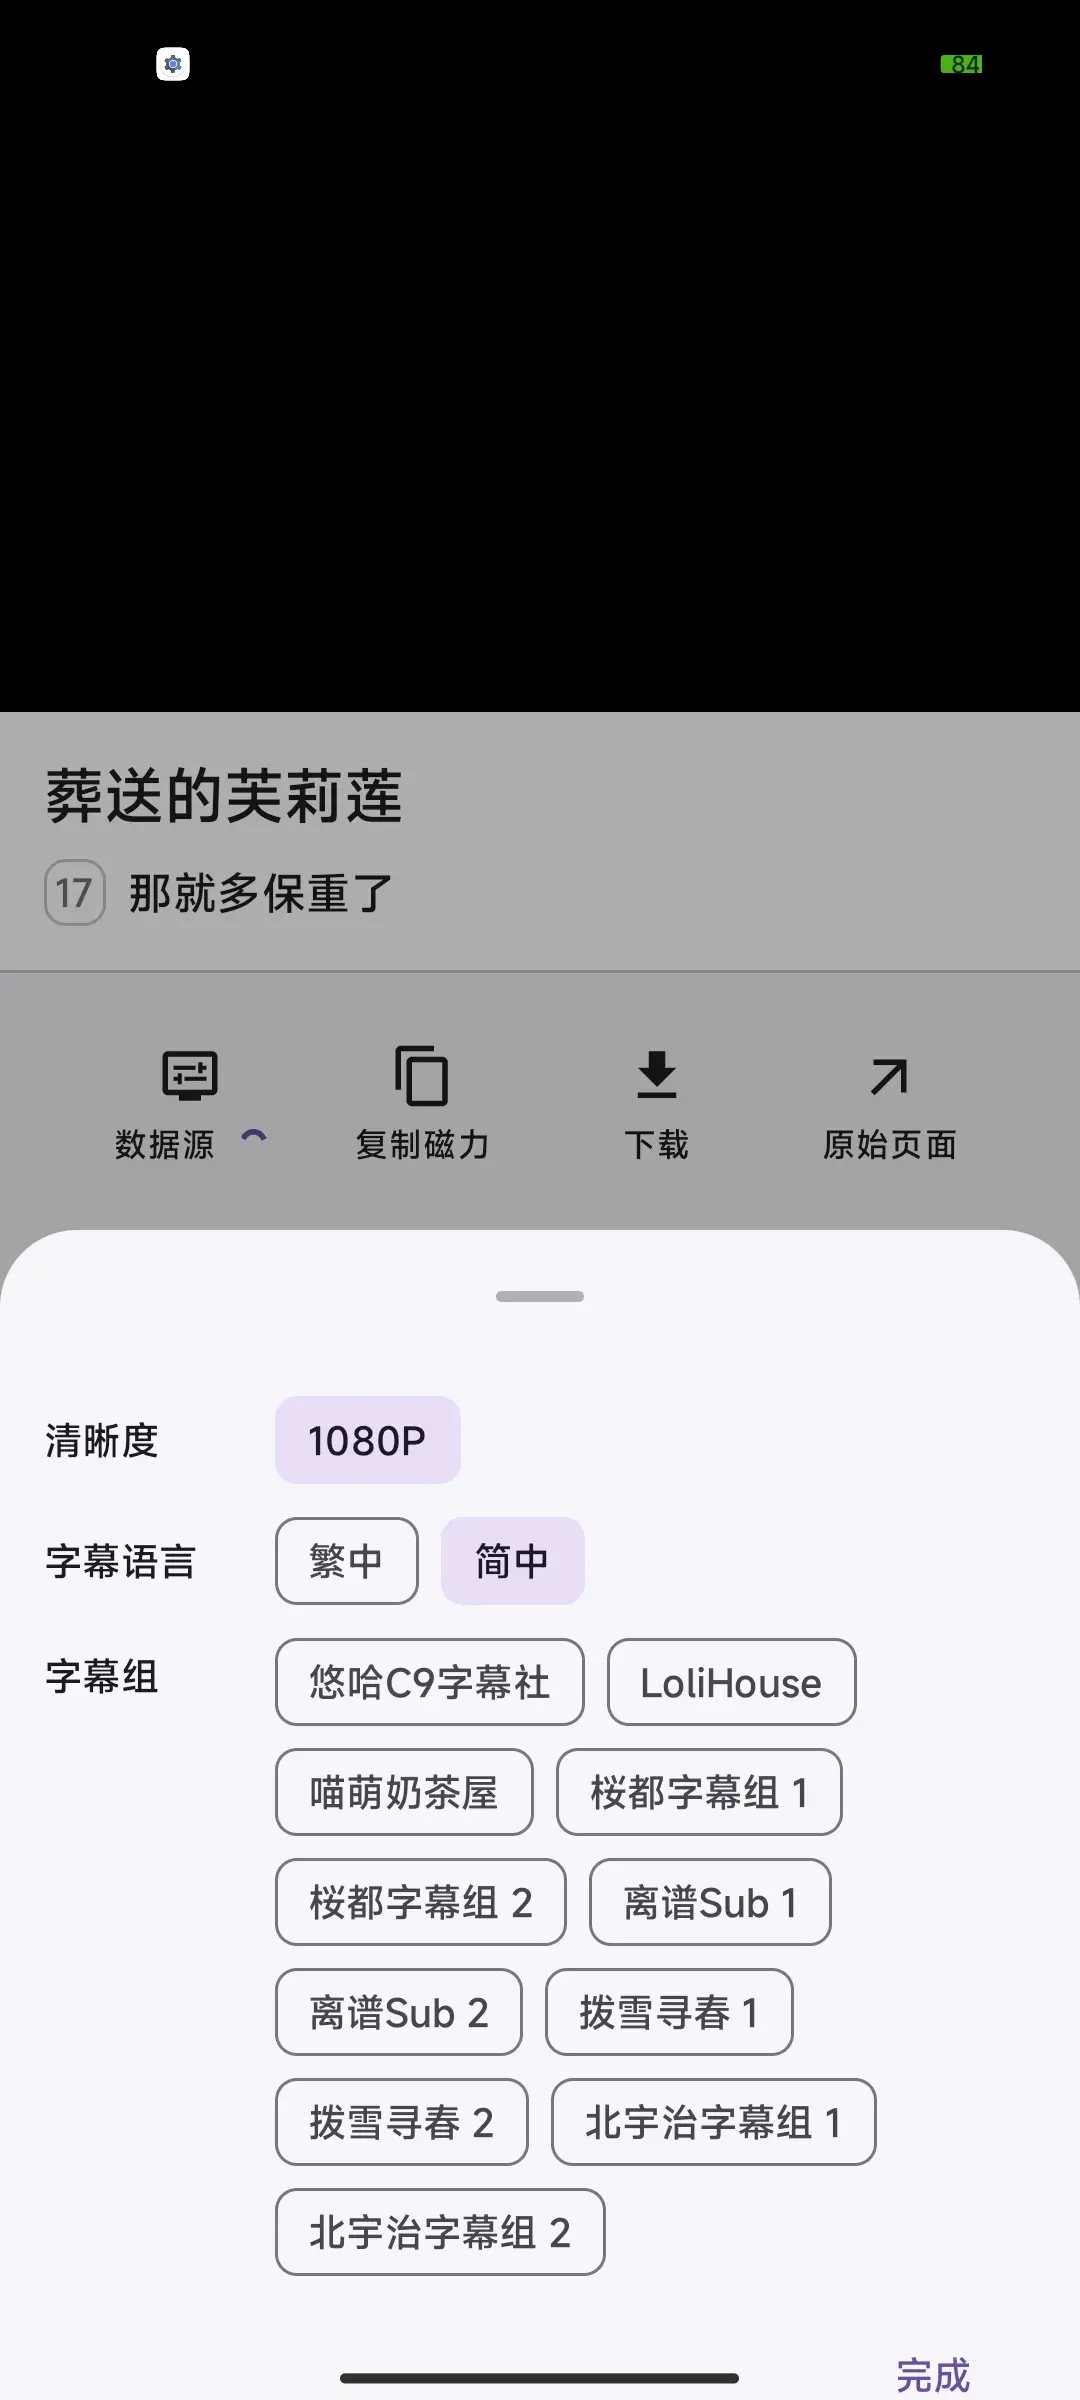 84
葬送的芙莉莲
17 那就多保重了
数据源 复制磁力 下载 原始页面
清晰度 1080P
字幕语言 繁中 简中
字幕组 悠哈C9字幕社 LoliHouse
喵萌奶茶屋 桜都字幕组 1
桜都字幕组 2 离谱Sub 1
离谱Sub 2 拨雪寻春 1
拨雪寻春 2 北宇治字幕组 1
北宇治字幕组 2
完成